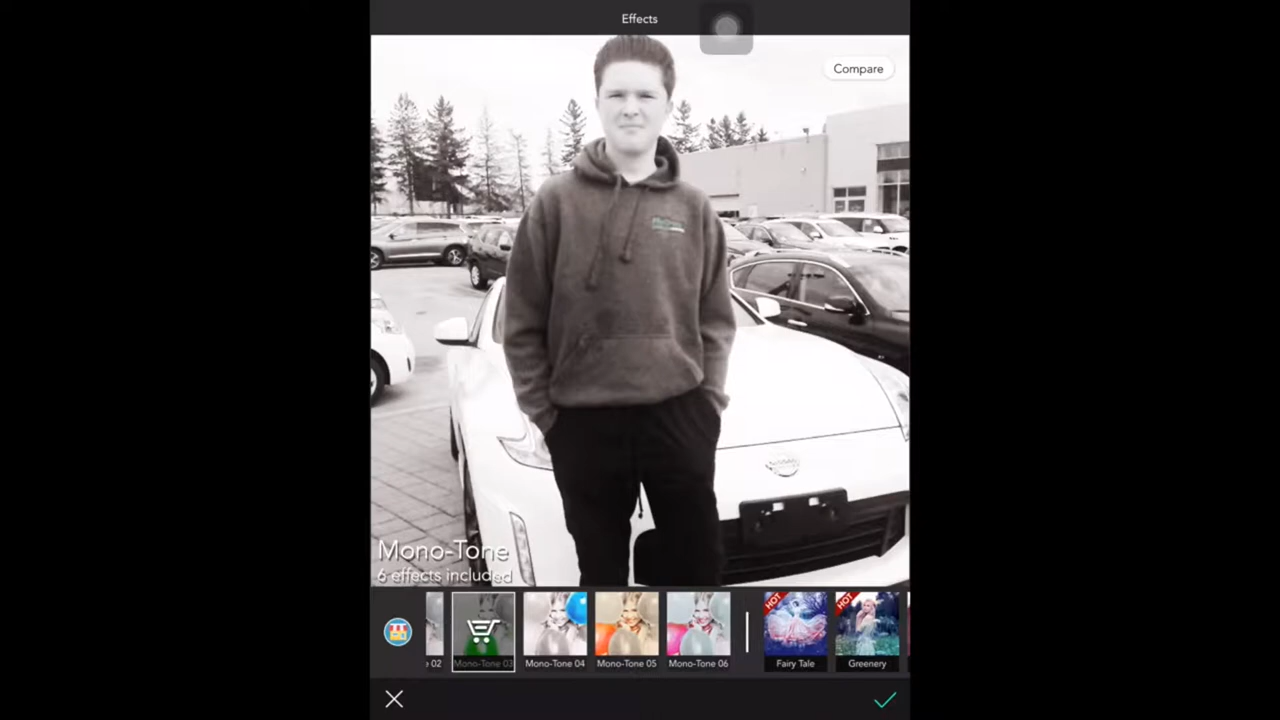 Effects
Compare
Mono-Tone
6 effects included
e 02
Mono-Tone 03
Mono-Tone 04
Mono-Tone 05
Mono-Tone 06
HOT
Fairy Tale
HOT
Greenery